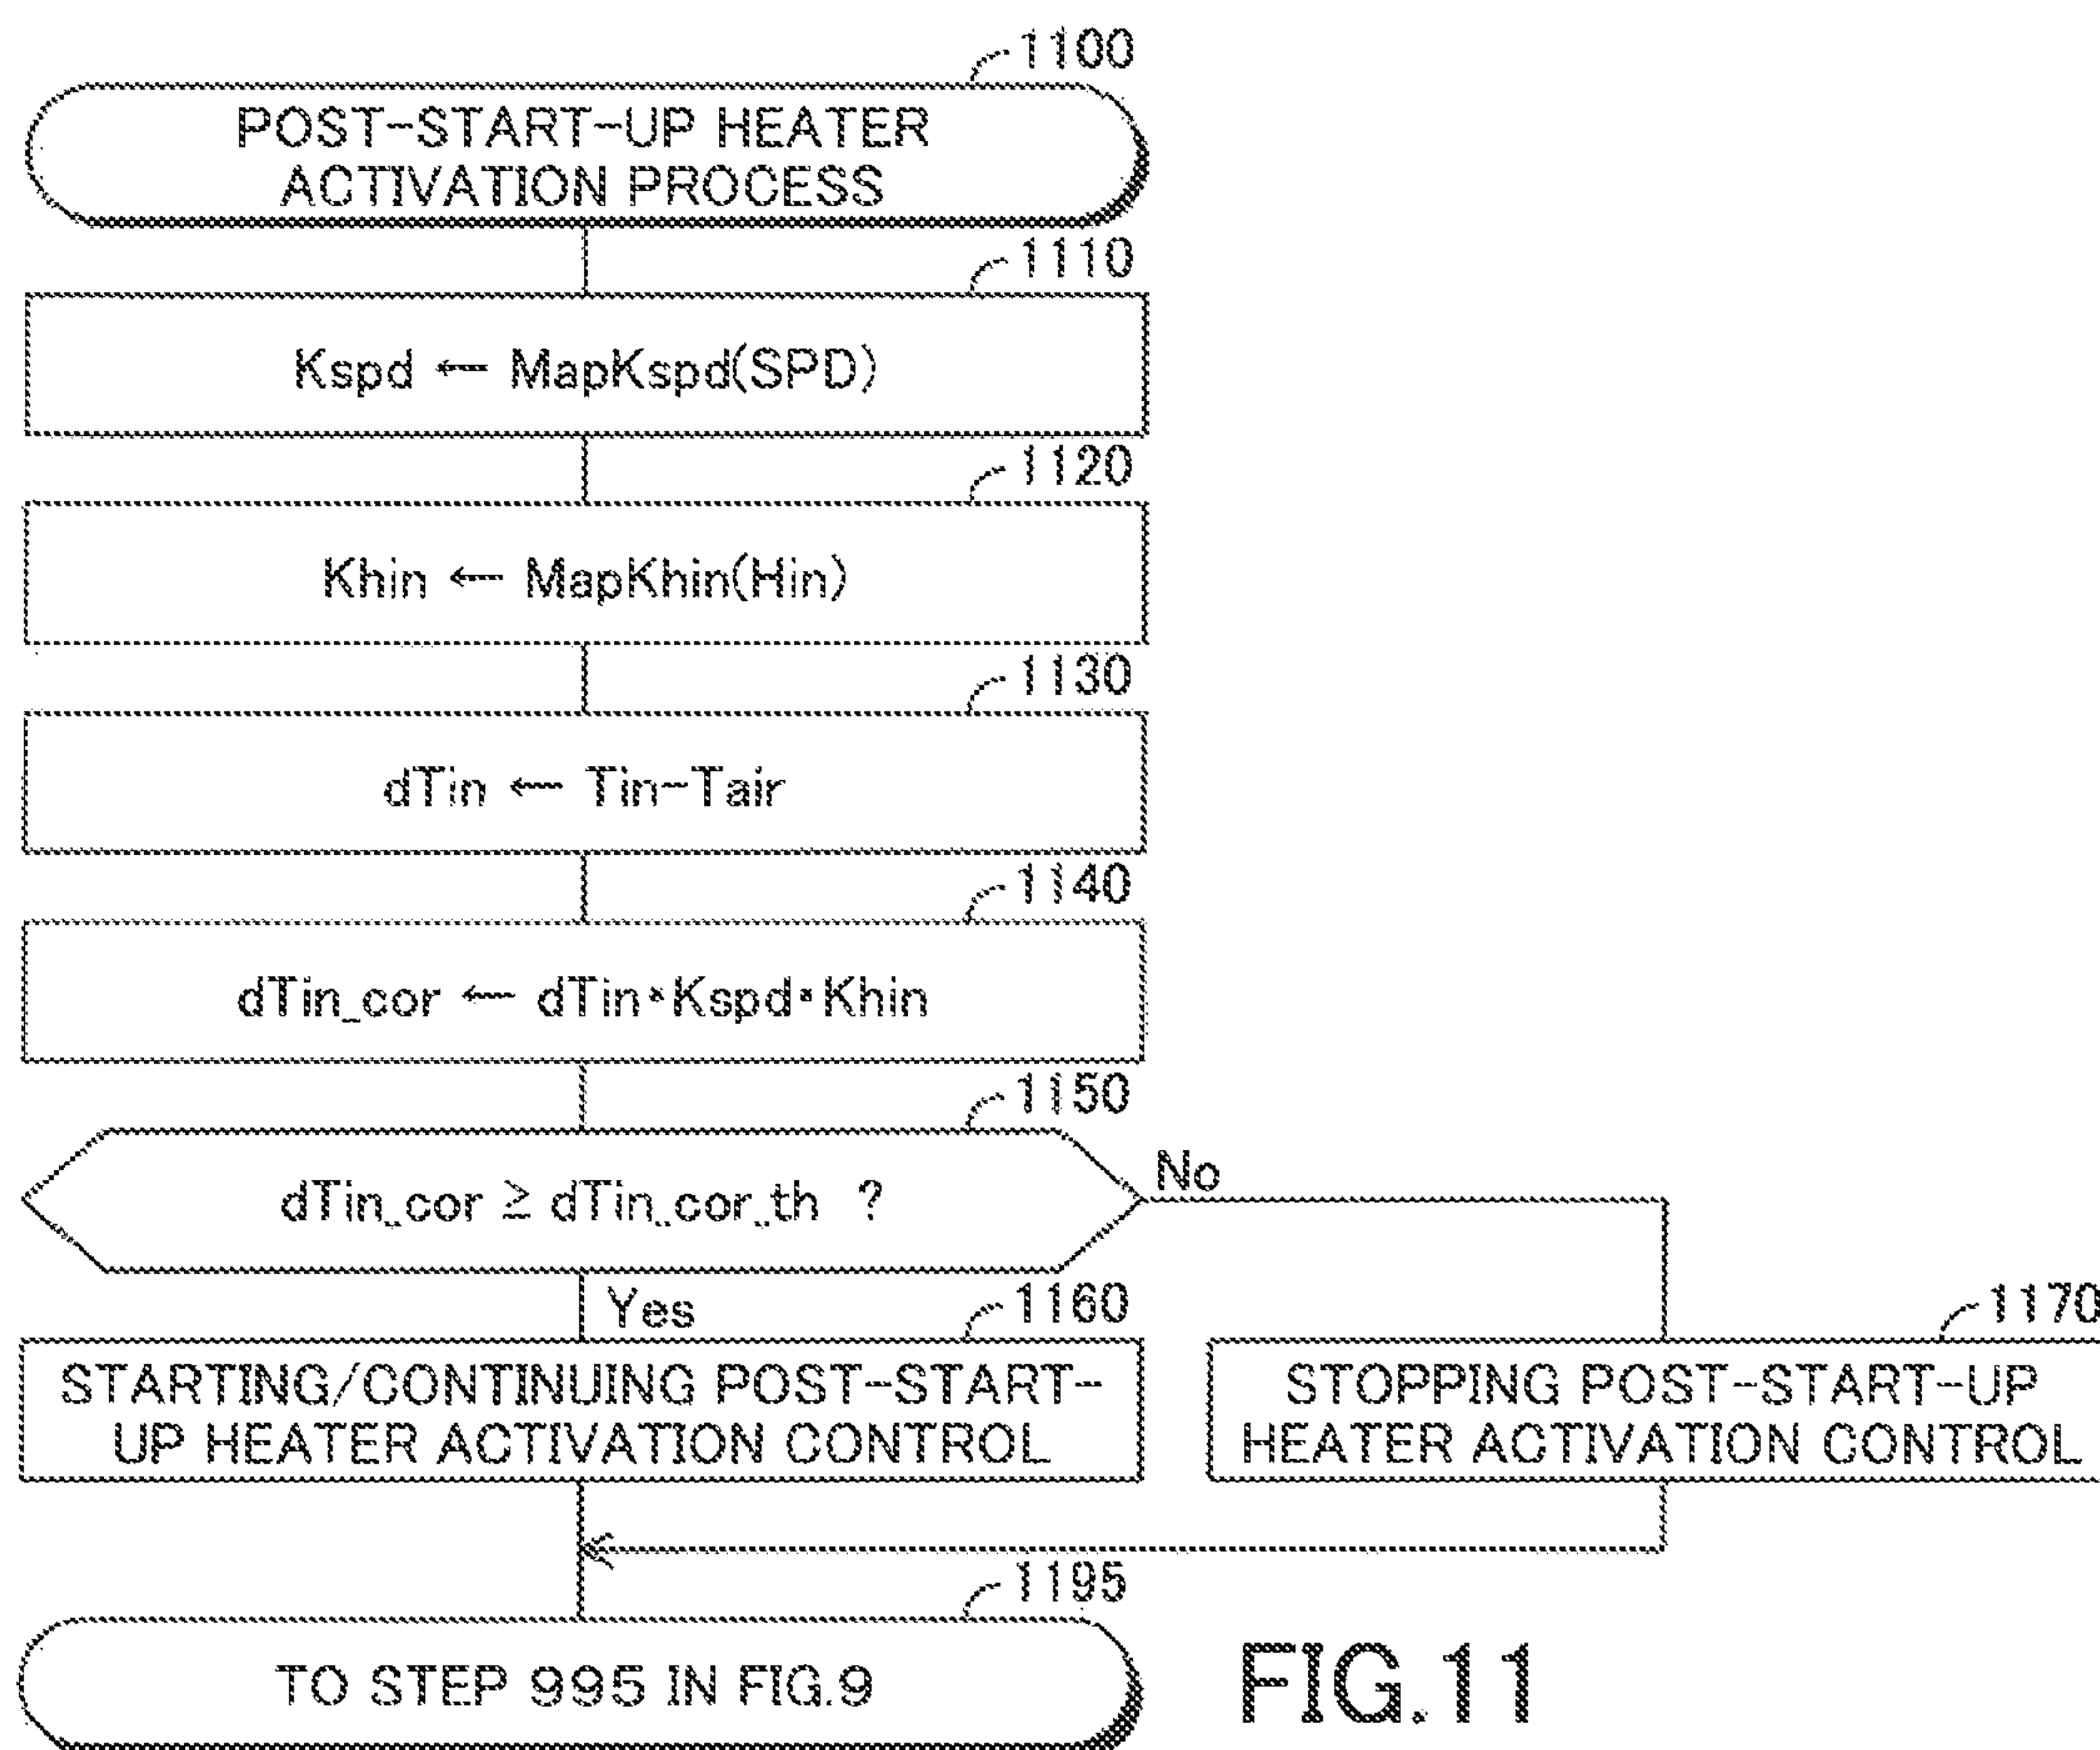 1100
POST-START-UP HEATER
ACTIVATION PROCESS
1110
Kspd ← MapKspd(SPD)
1120
Khin ← MapKhin(Hin)
1130
dTin ← Tin-Tair
1140
dTin_cor ← dTin・Kspd・Khin
1150
dTin_cor ≧ dTin_cor_th ?
No
Yes
1160
1170
STARTING/CONTINUING POST-START-
UP HEATER ACTIVATION CONTROL
STOPPING POST-START-UP
HEATER ACTIVATION CONTROL
1195
TO STEP 995 IN FIG.9
FIG.11